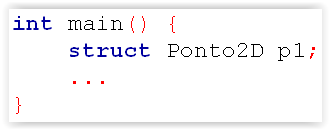 int main() {
    struct Ponto2D p1;
    ...
}